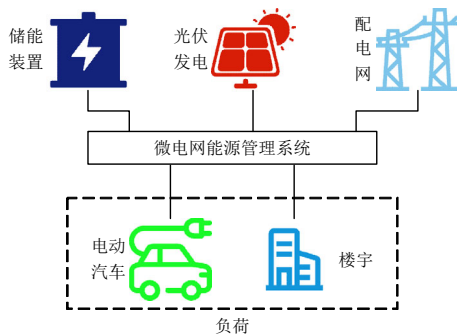 储能
装置
光伏
发电
配
电
网
微电网能源管理系统
电动
汽车
楼宇
负荷